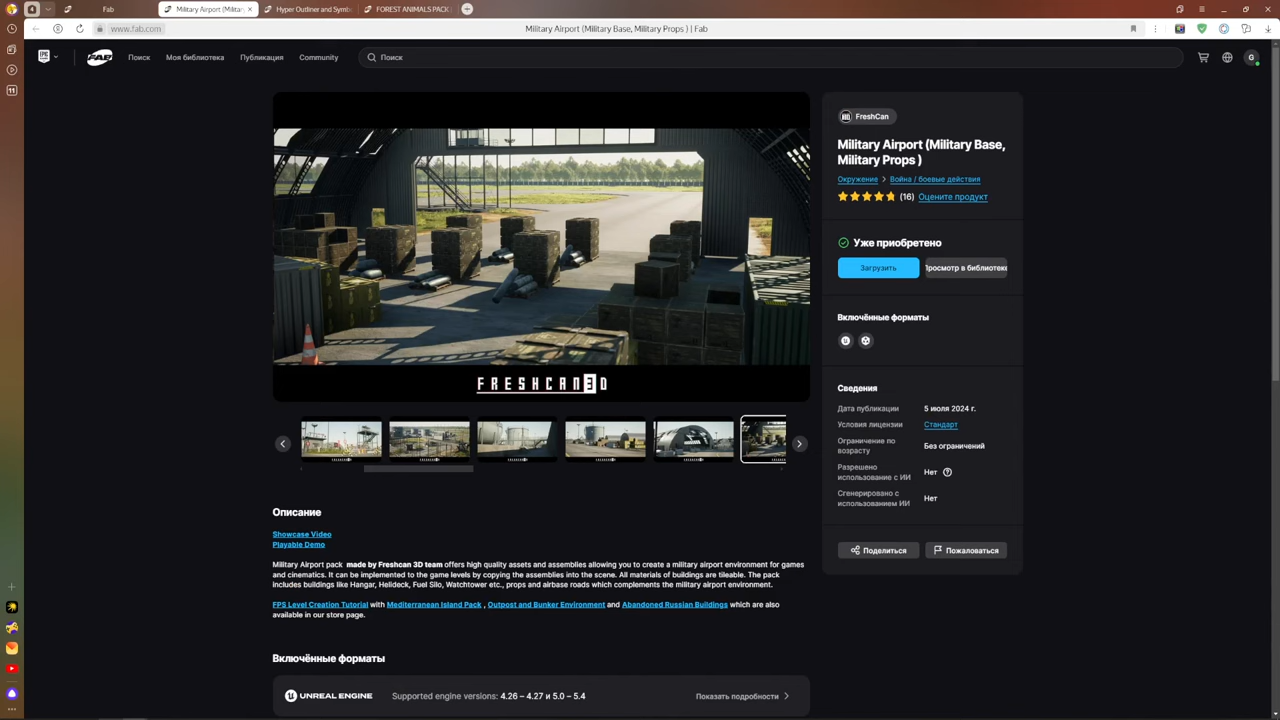 4
Fab
Military Airport (Militar
Hyper Outliner and Symb
FOREST ANIMALS PACK
www.fab.com
Military Airport (Military Base, Military Props ) | Fab
11
FAB
Поиск
Моя библиотека
Публикация
Community
Поиск
G
FRESHCAN3D
FreshCan
Military Airport (Military Base,
Military Props )
Окружение
Война / боевые действия
(16)
Оцените продукт
Уже приобретено
Загрузить
Просмотр в библиотеке
Включённые форматы
Сведения
Дата публикации
5 июля 2024 г.
Условия лицензии
Стандарт
Ограничение по
возрасту
Без ограничений
Разрешено
использование с ИИ
Нет
Сгенерировано с
использованием ИИ
Нет
Поделиться
Пожаловаться
Описание
Showcase Video
Playable Demo
Military Airport pack made by Freshcan 3D team offers high quality assets and assemblies allowing you to create a military airport environment for games
and cinematics. It can be implemented to the game levels by copying the assemblies into the scene. All materials of buildings are tileable. The pack
includes buildings like Hangar, Helidock, Fuel Silo, Watchtower etc., props and airbase roads which complements the military airport environment.
FPS Level Creation Tutorial with Mediterranean Island Pack , Outpost and Bunker Environment and Abandoned Russian Buildings which are also
available in our store page.
Включённые форматы
UNREAL ENGINE
Supported engine versions: 4.26 – 4.27 и 5.0 – 5.4
Показать подробности